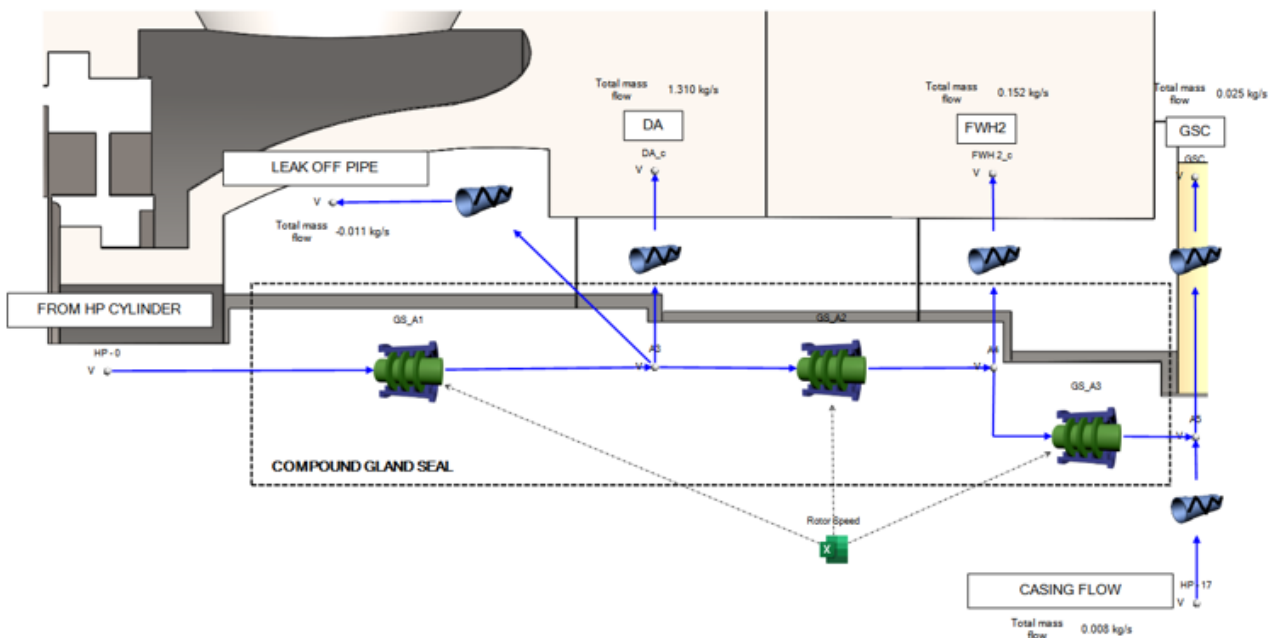 Total mass flow 1.310 kg/s
DA
DA_c
V
Total mass flow 0.152 kg/s
FWH2
FWH 2_c
V
Total mass flow 0.025 kg/s
GSC
GSC
V
LEAK OFF PIPE
V
Total mass flow -0.011 kg/s
FROM HP CYLINDER
HP - 0
V
GS_A1
A3
V
GS_A2
A4
V
GS_A3
A5
V
COMPOUND GLAND SEAL
Rotor Speed
X
CASING FLOW
HP - 17
V
Total mass flow 0.008 kg/s